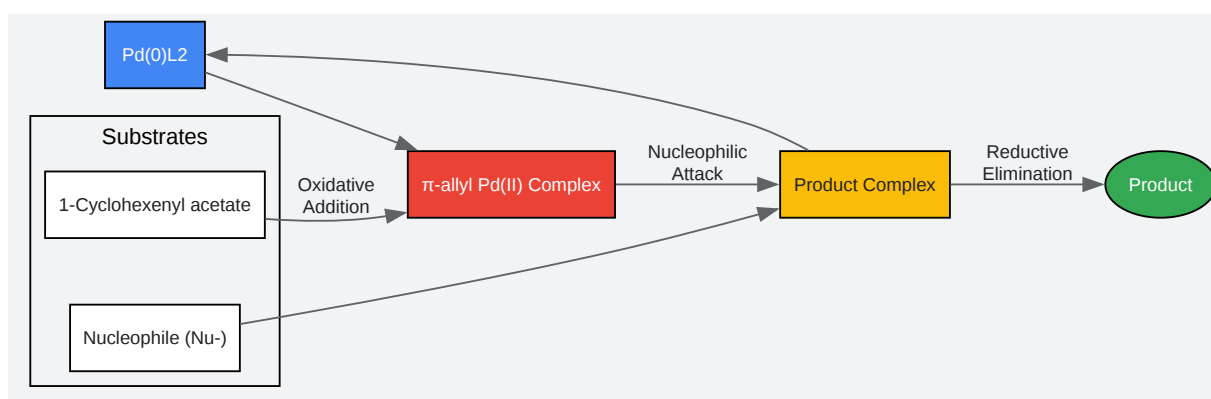 Pd(0)L2
Substrates
1-Cyclohexenyl acetate
Oxidative
Addition
π-allyl Pd(II) Complex
Nucleophilic
Attack
Product Complex
Reductive
Elimination
Product
Nucleophile (Nu-)